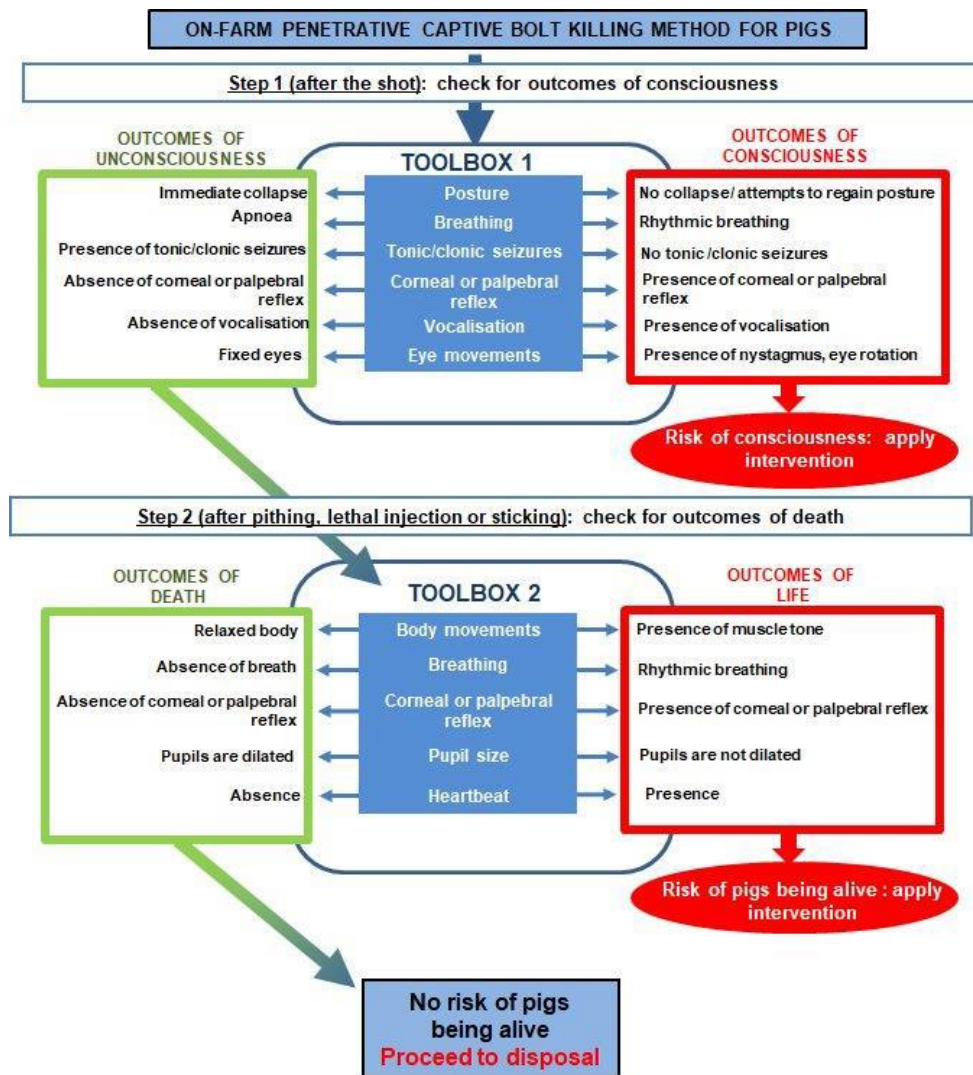 ON-FARM PENETRATIVE CAPTIVE BOLT KILLING METHOD FOR PIGS
Step 1 (after the shot): check for outcomes of consciousness
OUTCOMES OF
UNCONSCIOUSNESS
Immediate collapse
Apnoea
Presence of tonic/clonic seizures
Absence of corneal or palpebral
reflex
Absence of vocalisation
Fixed eyes
TOOLBOX 1
Posture
Breathing
Tonic/clonic seizures
Corneal or palpebral
reflex
Vocalisation
Eye movements
OUTCOMES OF
CONSCIOUSNESS
No collapse/ attempts to regain posture
Rhythmic breathing
No tonic /clonic seizures
Presence of corneal or palpebral
reflex
Presence of vocalisation
Presence of nystagmus, eye rotation
Risk of consciousness: apply
intervention
Step 2 (after pithing, lethal injection or sticking): check for outcomes of death
OUTCOMES OF
DEATH
Relaxed body
Absence of breath
Absence of corneal or palpebral
reflex
Pupils are dilated
Absence
TOOLBOX 2
Body movements
Breathing
Corneal or palpebral
reflex
Pupil size
Heartbeat
OUTCOMES OF
LIFE
Presence of muscle tone
Rhythmic breathing
Presence of corneal or palpebral reflex
Pupils are not dilated
Presence
Risk of pigs being alive : apply
intervention
No risk of pigs
being alive
Proceed to disposal